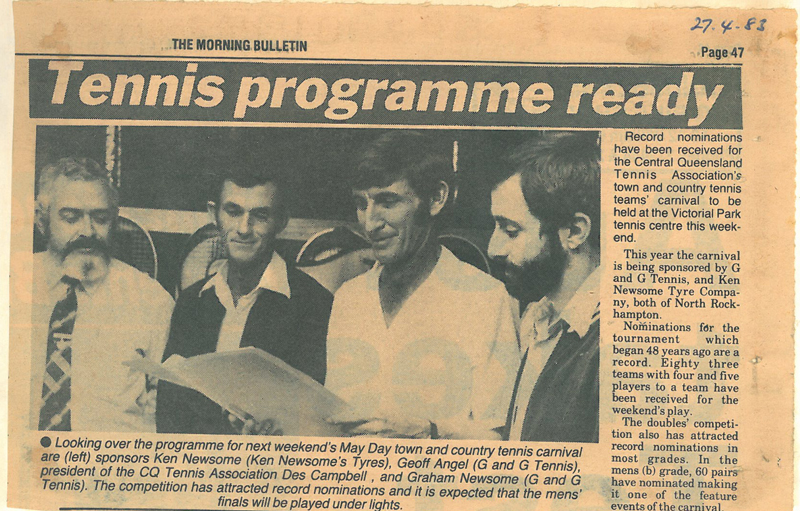 27.4.83
THE MORNING BULLETIN
Page 47
Tennis programme ready
● Looking over the programme for next weekend's May Day town and country tennis carnival
are (left) sponsors Ken Newsome (Ken Newsome's Tyres), Geoff Angel (G and G Tennis),
president of the CQ Tennis Association Des Campbell , and Graham Newsome (G and G
Tennis). The competition has attracted record nominations and it is expected that the mens'
finals will be played under lights.
Record nominations
have been received for
the Central Queensland
Tennis Association's
town and country tennis
teams' carnival to be
held at the Victorial Park
tennis centre this week-
end.
This year the carnival
is being sponsored by G
and G Tennis, and Ken
Newsome Tyre Compa-
ny, both of North Rock-
hampton.
Nominations for the
tournament which
began 48 years ago are a
record. Eighty three
teams with four and five
players to a team have
been received for the
weekend's play.
The doubles' competi-
tion also has attracted
record nominations in
most grades. In the
mens (b) grade, 60 pairs
have nominated making
it one of the feature
events of the carnival